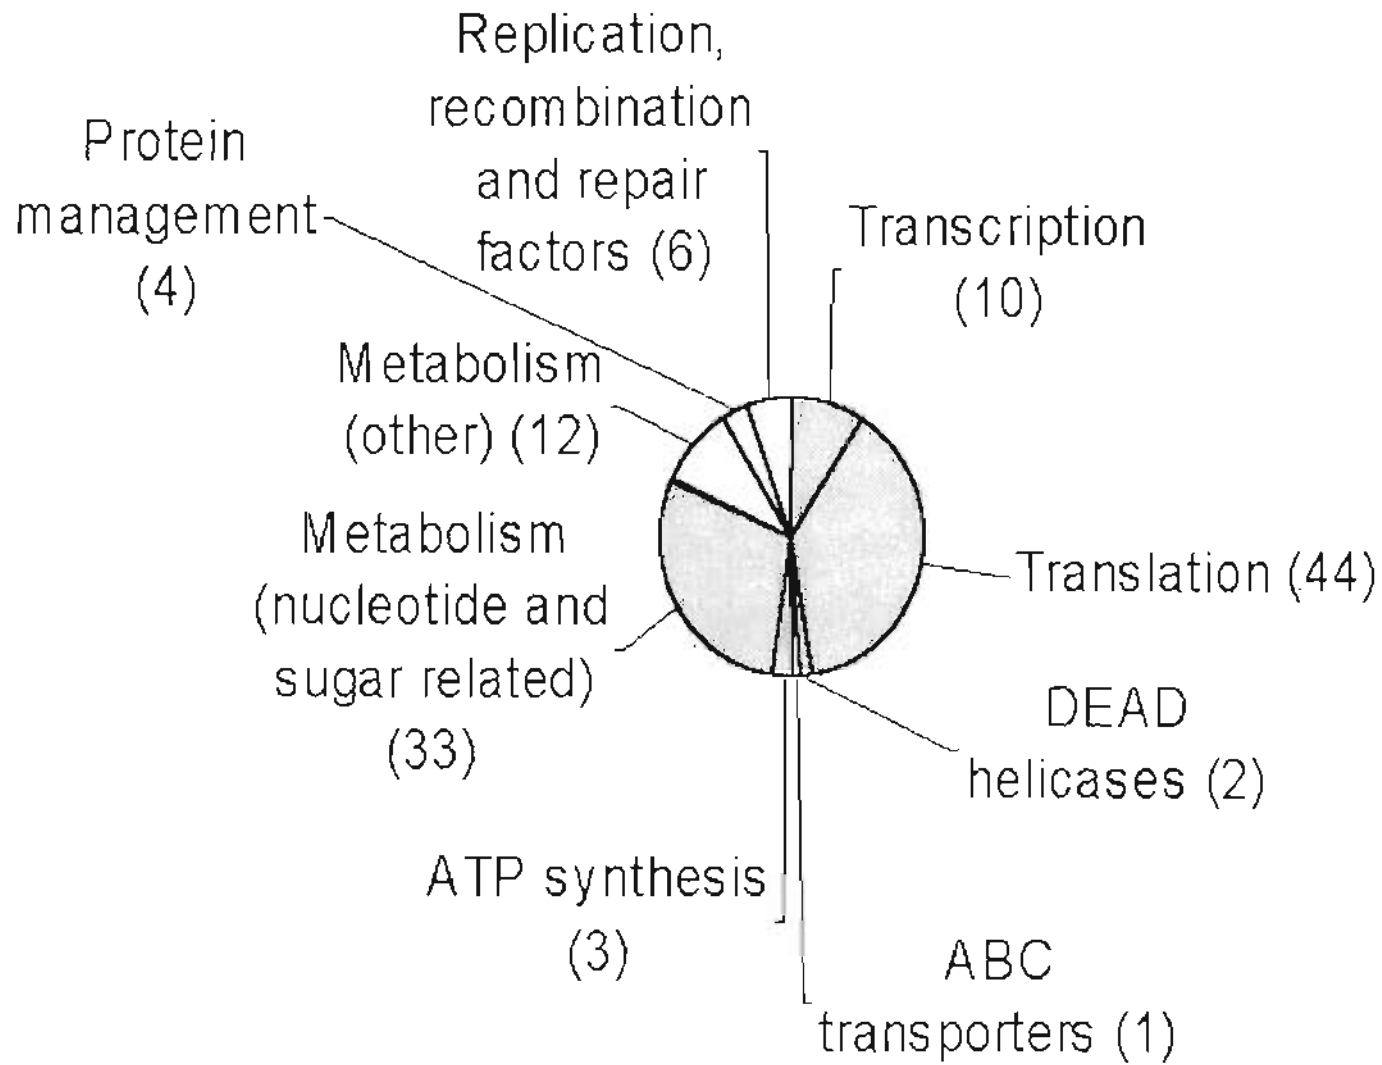 Replication,
recombination
and repair
factors (6)
Protein
management
(4)
Transcription
(10)
Metabolism
(other) (12)
Metabolism
(nucleotide and
sugar related)
(33)
Translation (44)
DEAD
helicases (2)
ATP synthesis
(3)
ABC
transporters (1)